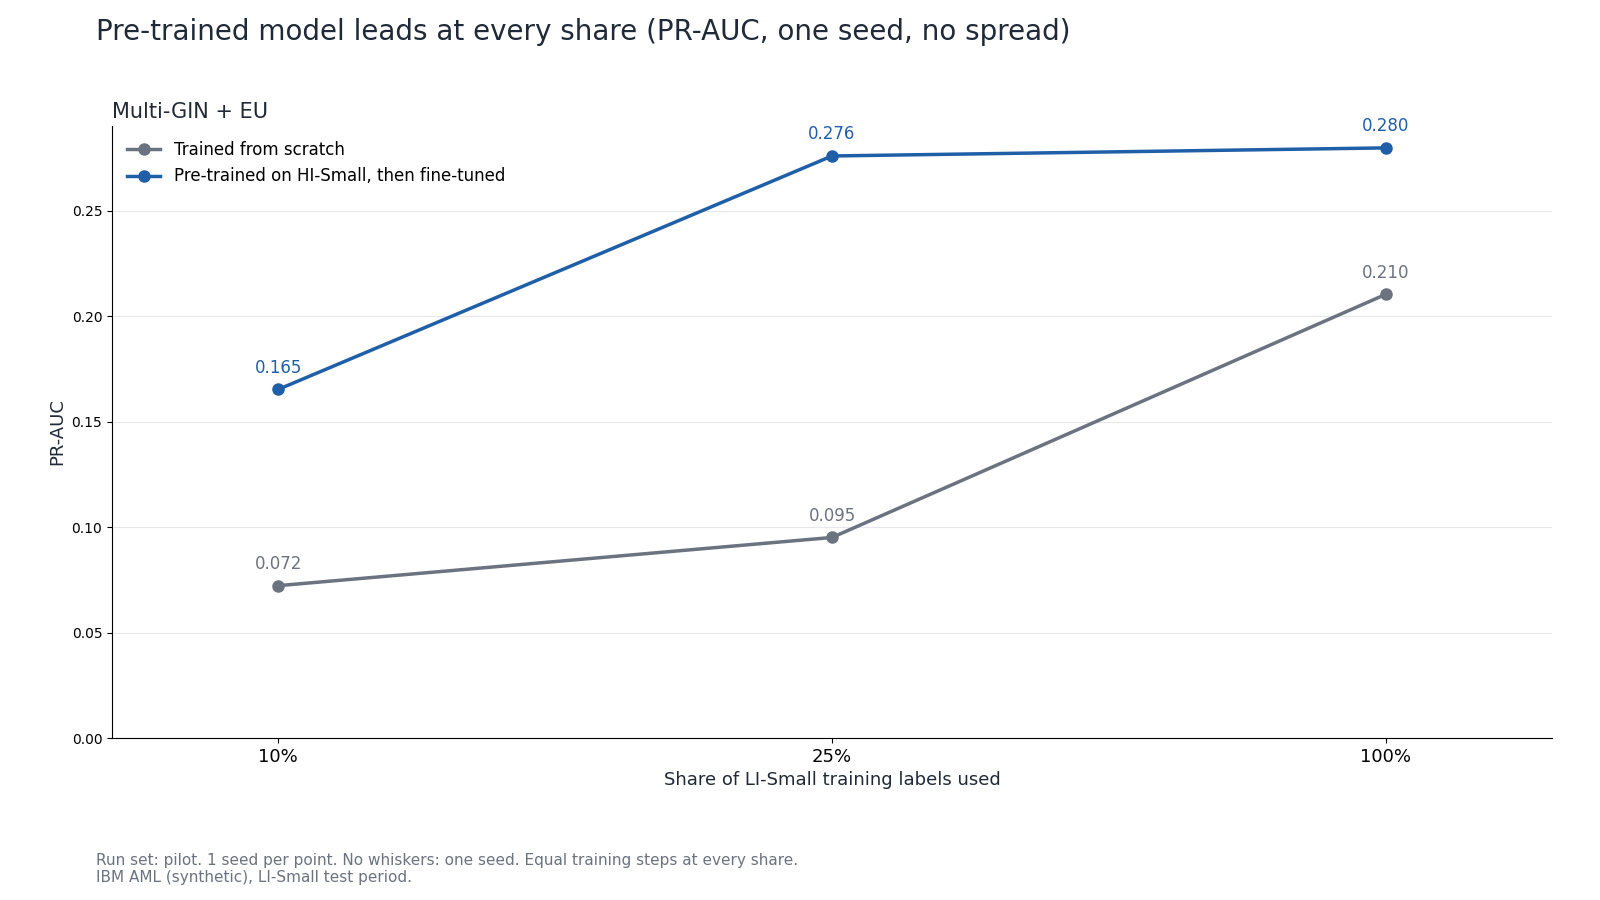 Pre-trained model leads at every share (PR-AUC, one seed, no spread)
Multi-GIN + EU
Trained from scratch
Pre-trained on HI-Small, then fine-tuned
0.276
0.280
0.25
0.210
0.20
0.165
0.15
PR-AUC
0.10
0.095
0.072
0.05
0.00
10%
25%
100%
Share of LI-Small training labels used
Run set: pilot. 1 seed per point. No whiskers: one seed. Equal training steps at every share.
IBM AML (synthetic), LI-Small test period.